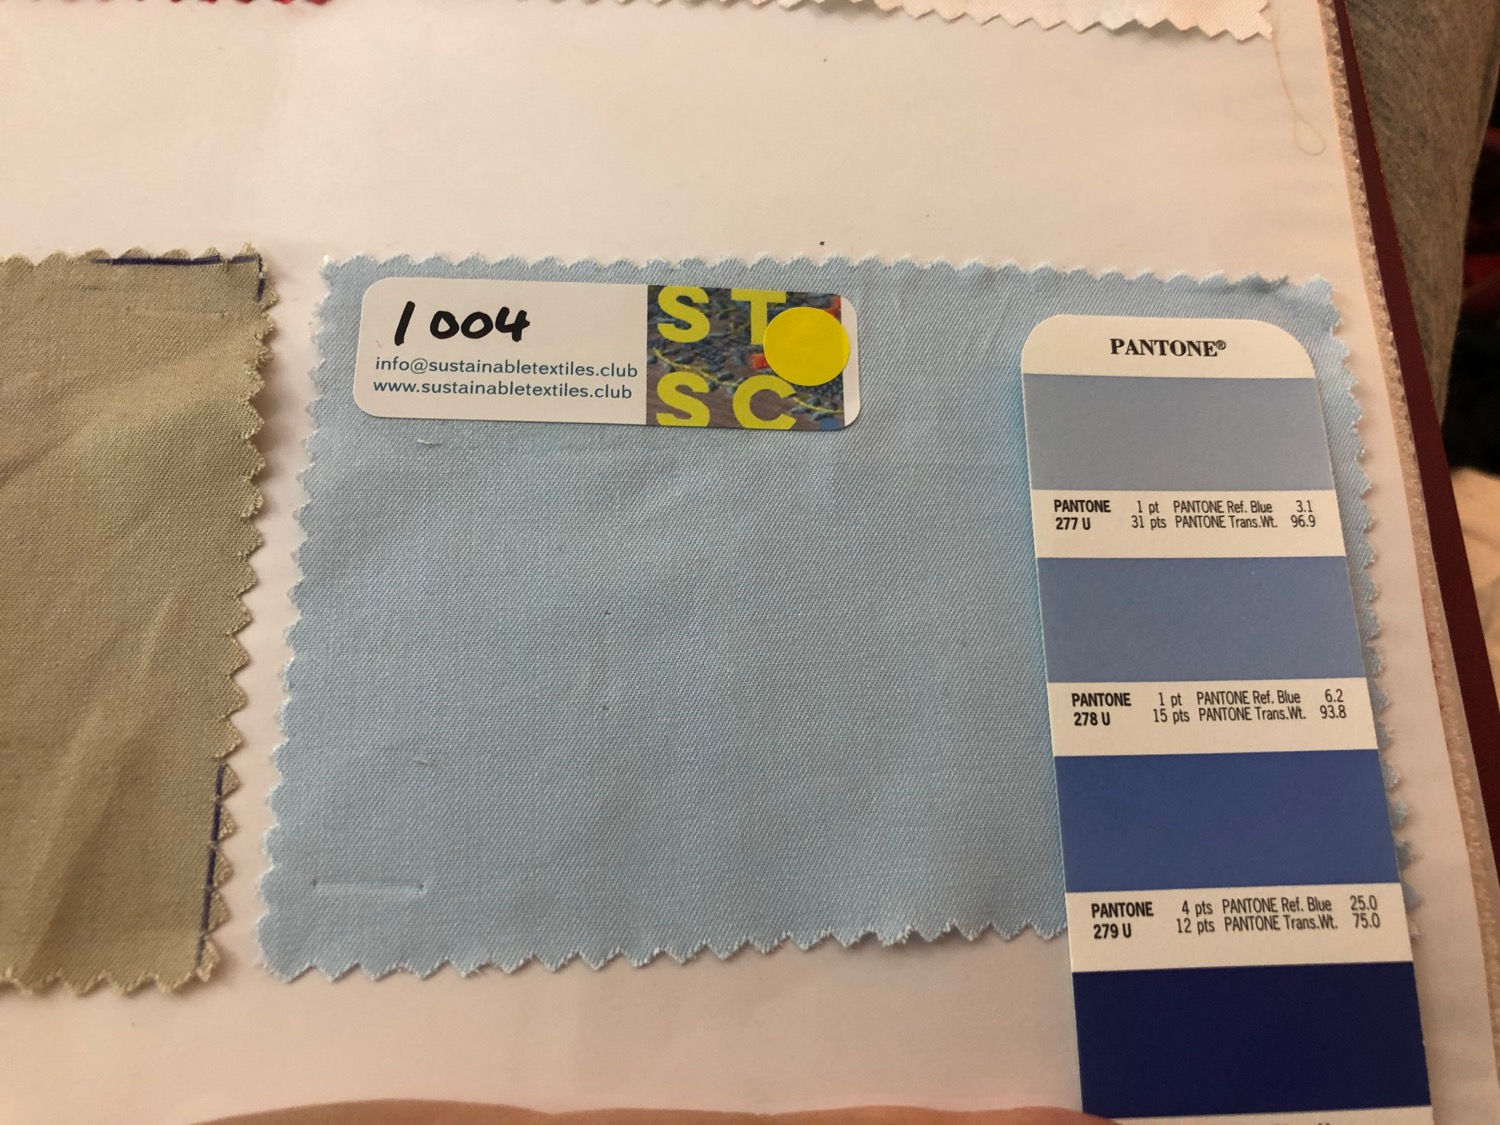 1004
info@sustainabletextiles.club
www.sustainabletextiles.club
ST
SC
PANTONE®
PANTONE 1 pt PANTONE Ref. Blue 3.1
277 U 31 pts PANTONE Trans.Wt. 96.9
PANTONE 1 pt PANTONE Ref. Blue 6.2
278 U 15 pts PANTONE Trans.Wt. 93.8
PANTONE 4 pts PANTONE Ref. Blue 25.0
279 U 12 pts PANTONE Trans.Wt. 75.0